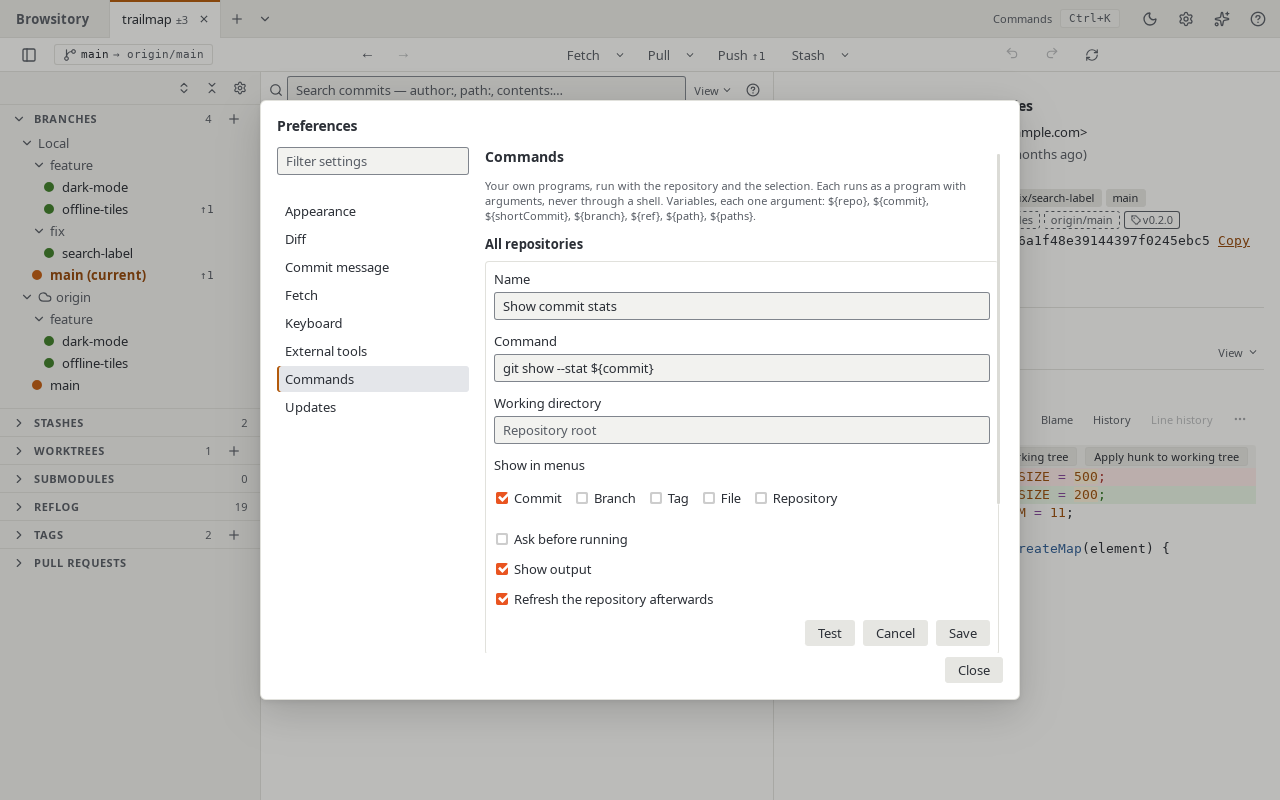 Browsitory
trailmap ±3
Commands Ctrl+K
main → origin/main
Fetch
Pull
Push ↑1
Stash
Search commits — author:, path:, contents:...
View
BRANCHES 4
Local
feature
dark-mode
offline-tiles ↑1
fix
search-label
main (current) ↑1
origin
feature
dark-mode
offline-tiles
main
STASHES 2
WORKTREES 1
SUBMODULES 0
REFLOG 19
TAGS 2
PULL REQUESTS
Preferences
Filter settings
Appearance
Diff
Commit message
Fetch
Keyboard
External tools
Commands
Updates
Commands
Your own programs, run with the repository and the selection. Each runs as a program with
arguments, never through a shell. Variables, each one argument: ${repo}, ${commit},
${shortCommit}, ${branch}, ${ref}, ${path}, ${paths}.
All repositories
Name
Show commit stats
Command
git show --stat ${commit}
Working directory
Repository root
Show in menus
Commit Branch Tag File Repository
Ask before running
Show output
Refresh the repository afterwards
Test Cancel Save
Close
es
mple.com>
onths ago)
ix/search-label main
les origin/main v0.2.0
6a1f48e39144397f0245ebc5 Copy
View
Blame History Line history
rking tree Apply hunk to working tree
SIZE = 500;
SIZE = 200;
M = 11;
reateMap(element) {